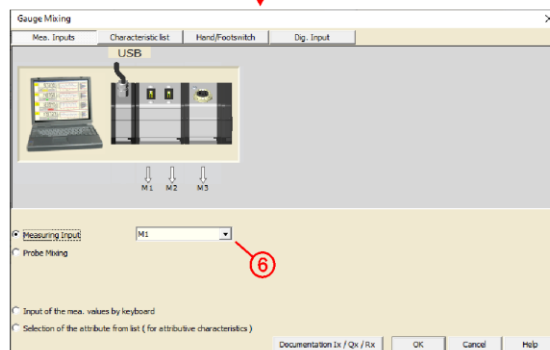 Gauge Mixing
Mea. Inputs Characteristic list Hand/Footswitch Dig. Input
USB
M1 M2 M3
Measuring Input M1
6
Probe Mixing
Input of the mea. values by keyboard
Selection of the attribute from list ( for attributive characteristics )
Documentation Ix / Qx / Rx OK Cancel Help